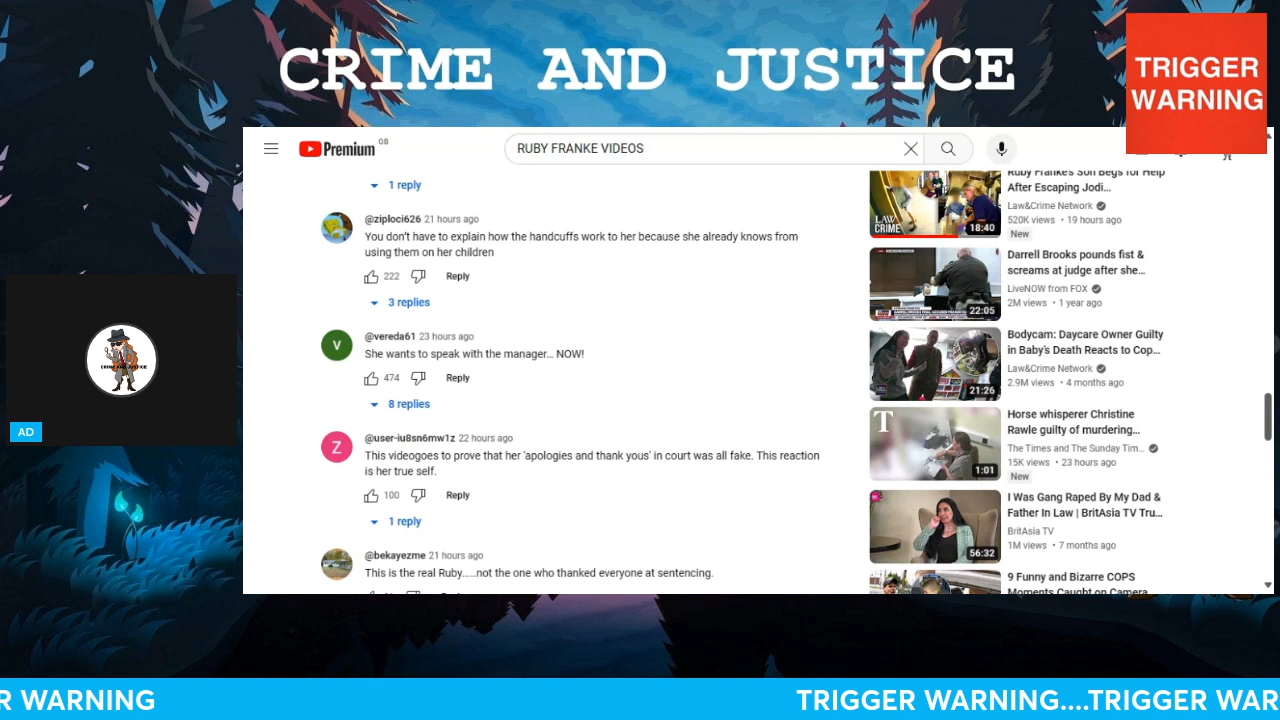 CRIME AND JUSTICE
TRIGGER
WARNING
Premium GB
RUBY FRANKE VIDEOS
1 reply
@ziploci626 21 hours ago
You don't have to explain how the handcuffs work to her because she already knows from
using them on her children
222 Reply
3 replies
@vereda61 23 hours ago
She wants to speak with the manager... NOW!
474 Reply
8 replies
@user-iu8sn6mw1z 22 hours ago
This videogoes to prove that her 'apologies and thank yous' in court was all fake. This reaction
is her true self.
100 Reply
1 reply
@bekayezme 21 hours ago
This is the real Ruby.....not the one who thanked everyone at sentencing.
LAW
CRIME
18:40
Ruby Franke's Son Begs for Help
After Escaping Jodi...
Law&Crime Network
520K views • 19 hours ago
New
22:05
Darrell Brooks pounds fist &
screams at judge after she...
LiveNOW from FOX
2M views • 1 year ago
21:26
Bodycam: Daycare Owner Guilty
in Baby's Death Reacts to Cop...
Law&Crime Network
2.9M views • 4 months ago
T
1:01
Horse whisperer Christine
Rawle guilty of murdering...
The Times and The Sunday Tim...
15K views • 23 hours ago
New
56:32
I Was Gang Raped By My Dad &
Father In Law | BritAsia TV Tru...
BritAsia TV
1M views • 7 months ago
9 Funny and Bizarre COPS
Moments Caught on Camera
CRIME AND JUSTICE
AD
R WARNING
TRIGGER WARNING....TRIGGER WAR